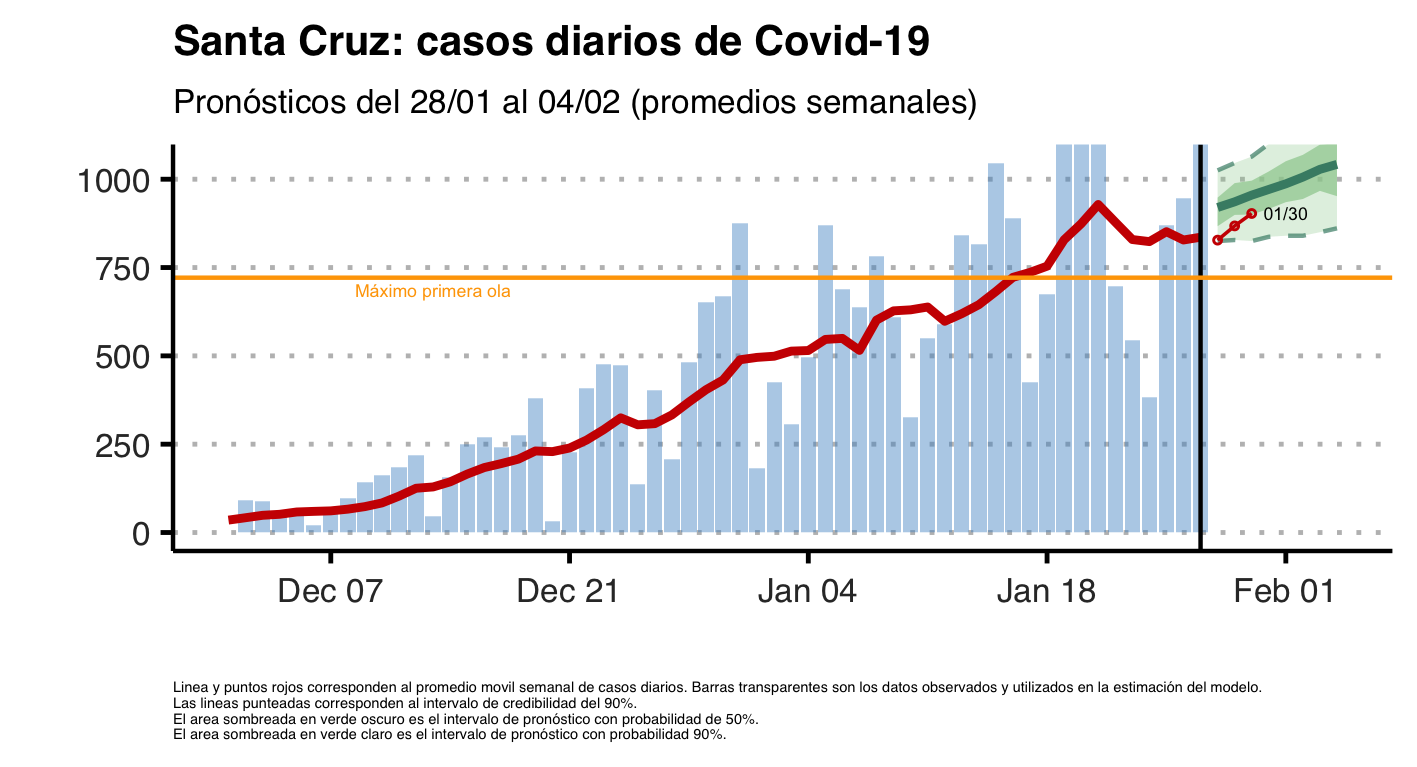 Santa Cruz: casos diarios de Covid-19
Pronósticos del 28/01 al 04/02 (promedios semanales)
1000
750
500
250
0
Máximo primera ola
01/30
Dec 07
Dec 21
Jan 04
Jan 18
Feb 01
Linea y puntos rojos corresponden al promedio movil semanal de casos diarios. Barras transparentes son los datos observados y utilizados en la estimación del modelo.
Las lineas punteadas corresponden al intervalo de credibilidad del 90%.
El area sombreada en verde oscuro es el intervalo de pronóstico con probabilidad de 50%.
El area sombreada en verde claro es el intervalo de pronóstico con probabilidad 90%.